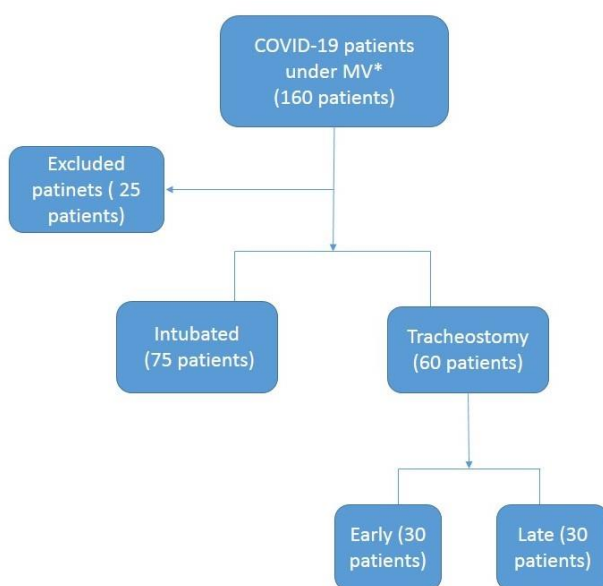 COVID-19 patients
under MV*
(160 patients)
Excluded
patinets ( 25
patients)
Intubated
(75 patients)
Tracheostomy
(60 patients)
Early (30
patients)
Late (30
patients)